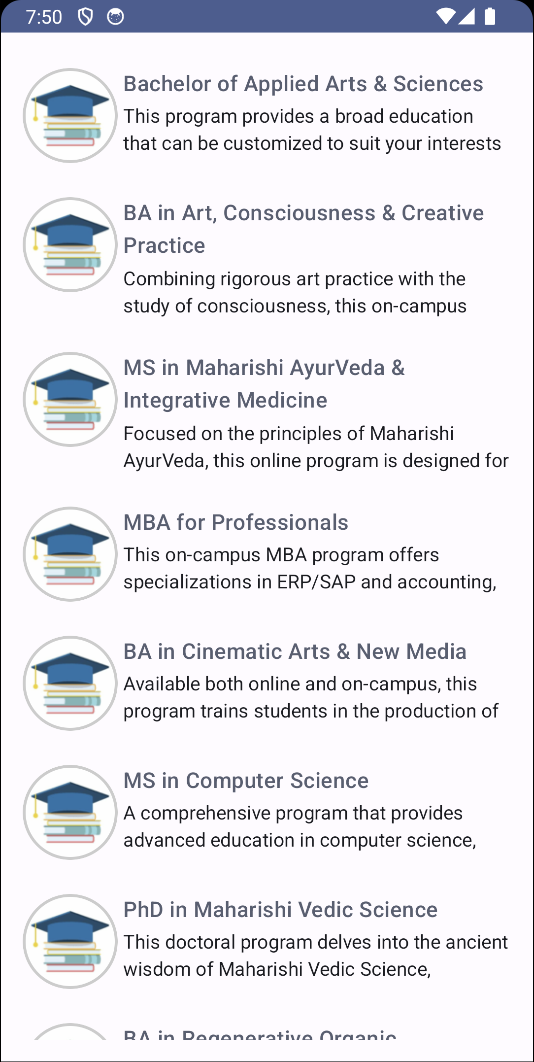 7:50
Bachelor of Applied Arts & Sciences
This program provides a broad education
that can be customized to suit your interests
BA in Art, Consciousness & Creative
Practice
Combining rigorous art practice with the
study of consciousness, this on-campus
MS in Maharishi AyurVeda &
Integrative Medicine
Focused on the principles of Maharishi
AyurVeda, this online program is designed for
MBA for Professionals
This on-campus MBA program offers
specializations in ERP/SAP and accounting,
BA in Cinematic Arts & New Media
Available both online and on-campus, this
program trains students in the production of
MS in Computer Science
A comprehensive program that provides
advanced education in computer science,
PhD in Maharishi Vedic Science
This doctoral program delves into the ancient
wisdom of Maharishi Vedic Science,
BA in Regenerative Organic